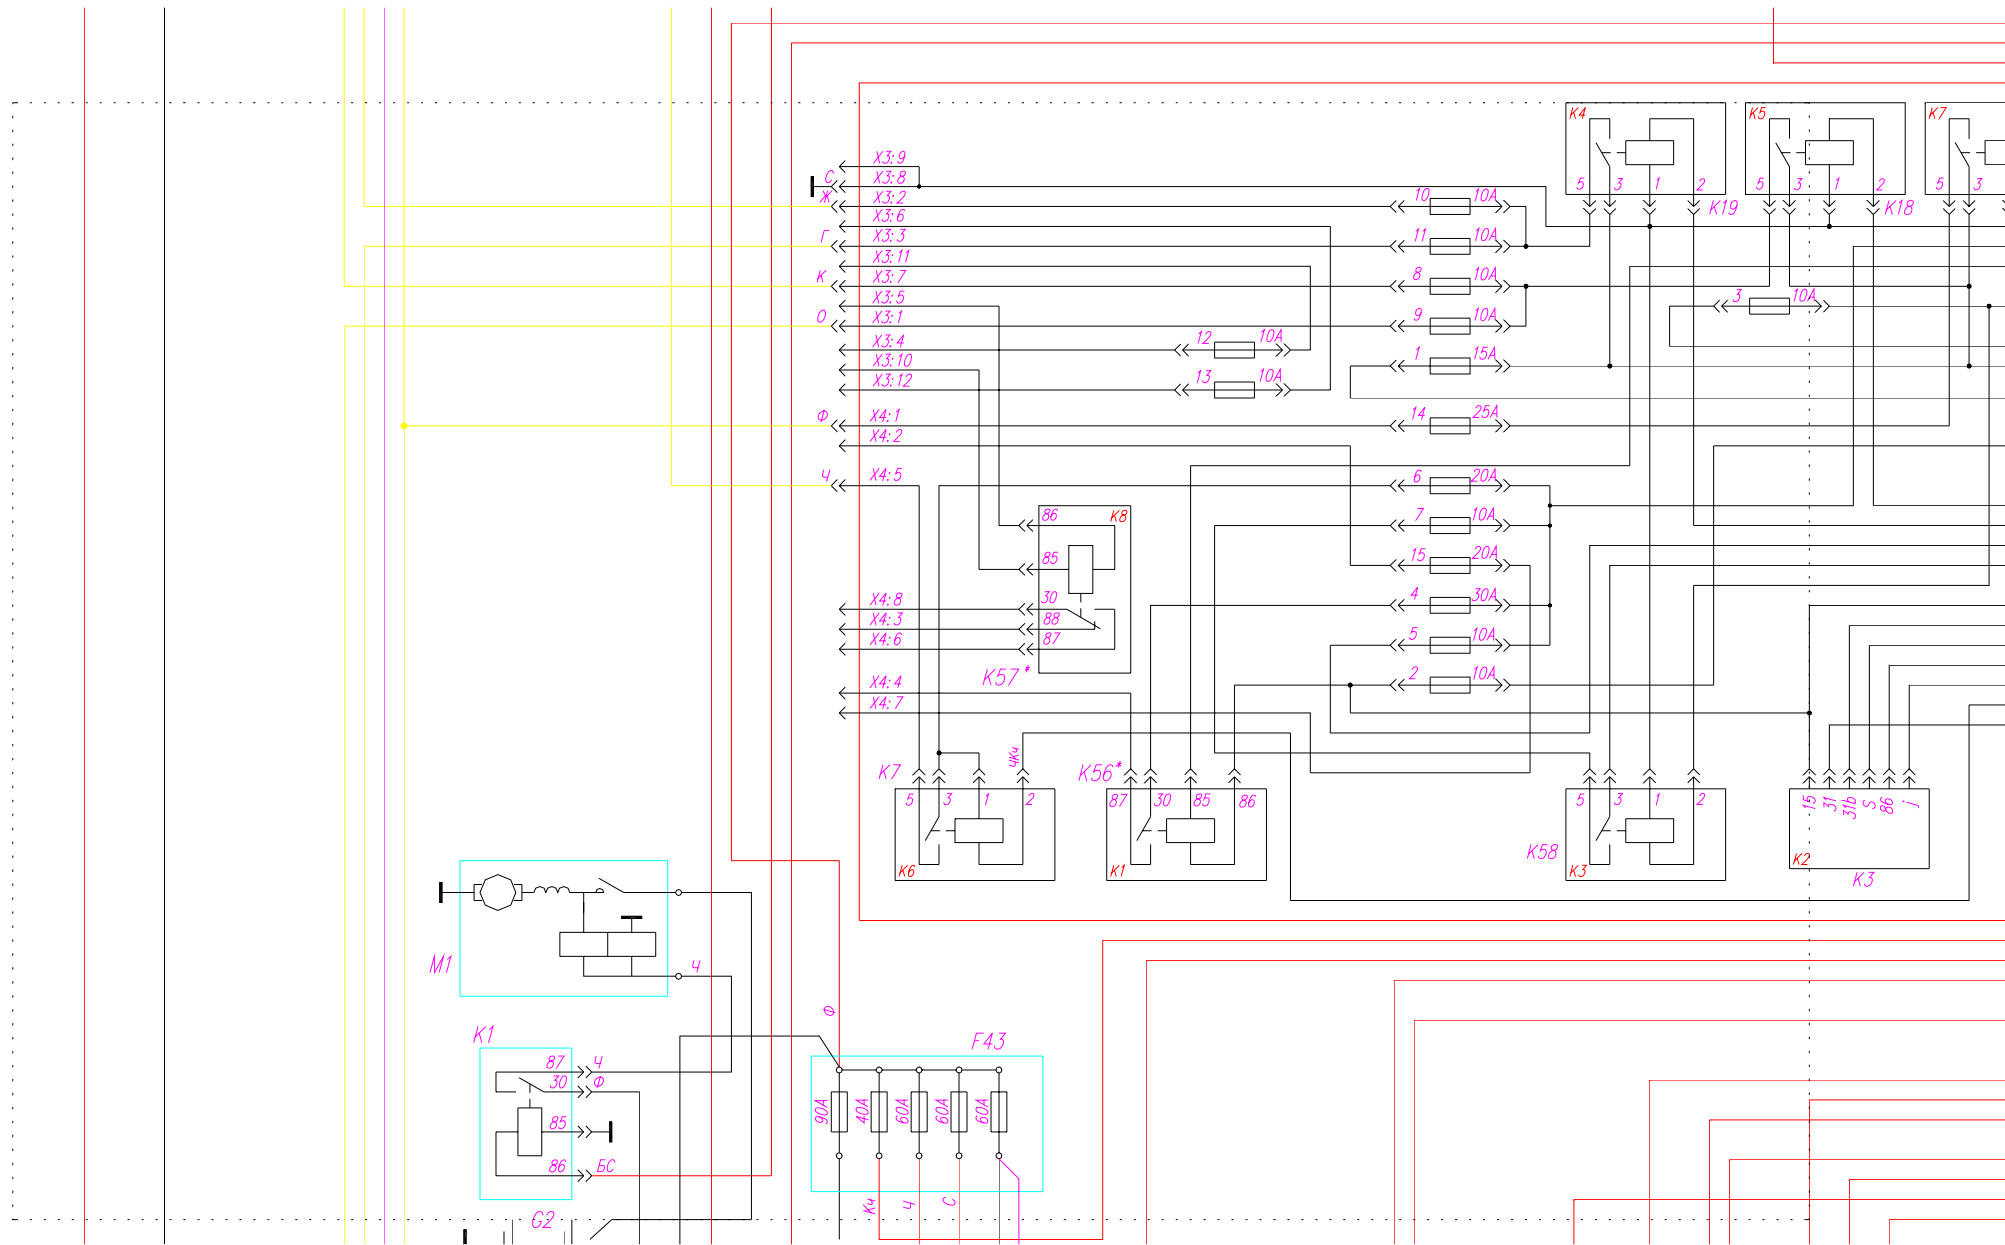 K4
K5
K7
5 3 1 2
K19
5 3 1 2
K18
5 3
X3:9
С X3:8
Ж X3:2 10 10A
X3:6
Г X3:3 11 10A
X3:11
К X3:7 8 10A
X3:5 3 10A
О X3:1 9 10A
X3:4 12 10A
X3:10 1 15A
X3:12 13 10A
Ф X4:1 14 25A
X4:2
Ч X4:5 6 20A
86 K8
7 10A
85 15 20A
X4:8 30 4 30A
X4:3 88
X4:6 87 5 10A
K57*
X4:4 2 10A
X4:7
ЧКч
K7
5 3 1 2
K6
K56*
87 30 85 86
K1
K58
5 3 1 2
K3
15 31 31b S 86 j
K2
K3
M1
Ч
K1
87 Ч
30 Ф
85
86 БС
G2
Ф
F43
90A 40A 60A 60A 60A
Кч Ч С